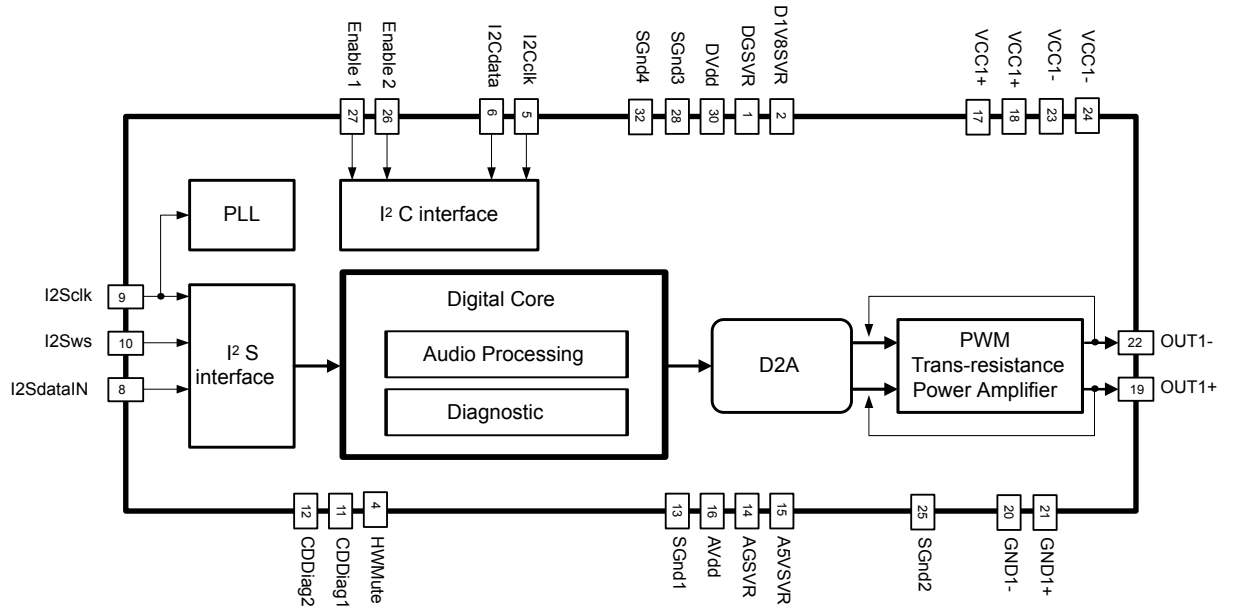 Enable 1
Enable 2
I2Cdata
I2Cclk
SGnd4
SGnd3
DVdd
DGSVR
D1V8SVR
VCC1+
VCC1+
VCC1-
VCC1-
27
26
6
5
32
28
30
1
2
17
18
23
24
PLL
I² C interface
I2Sclk
9
I2Sws
10
I2SdataIN
8
I² S
interface
Digital Core
Audio Processing
Diagnostic
D2A
PWM
Trans-resistance
Power Amplifier
22
OUT1-
19
OUT1+
12
11
4
13
16
14
15
25
20
21
CDDiag2
CDDiag1
HWMute
SGnd1
AVdd
AGSVR
A5VSVR
SGnd2
GND1-
GND1+